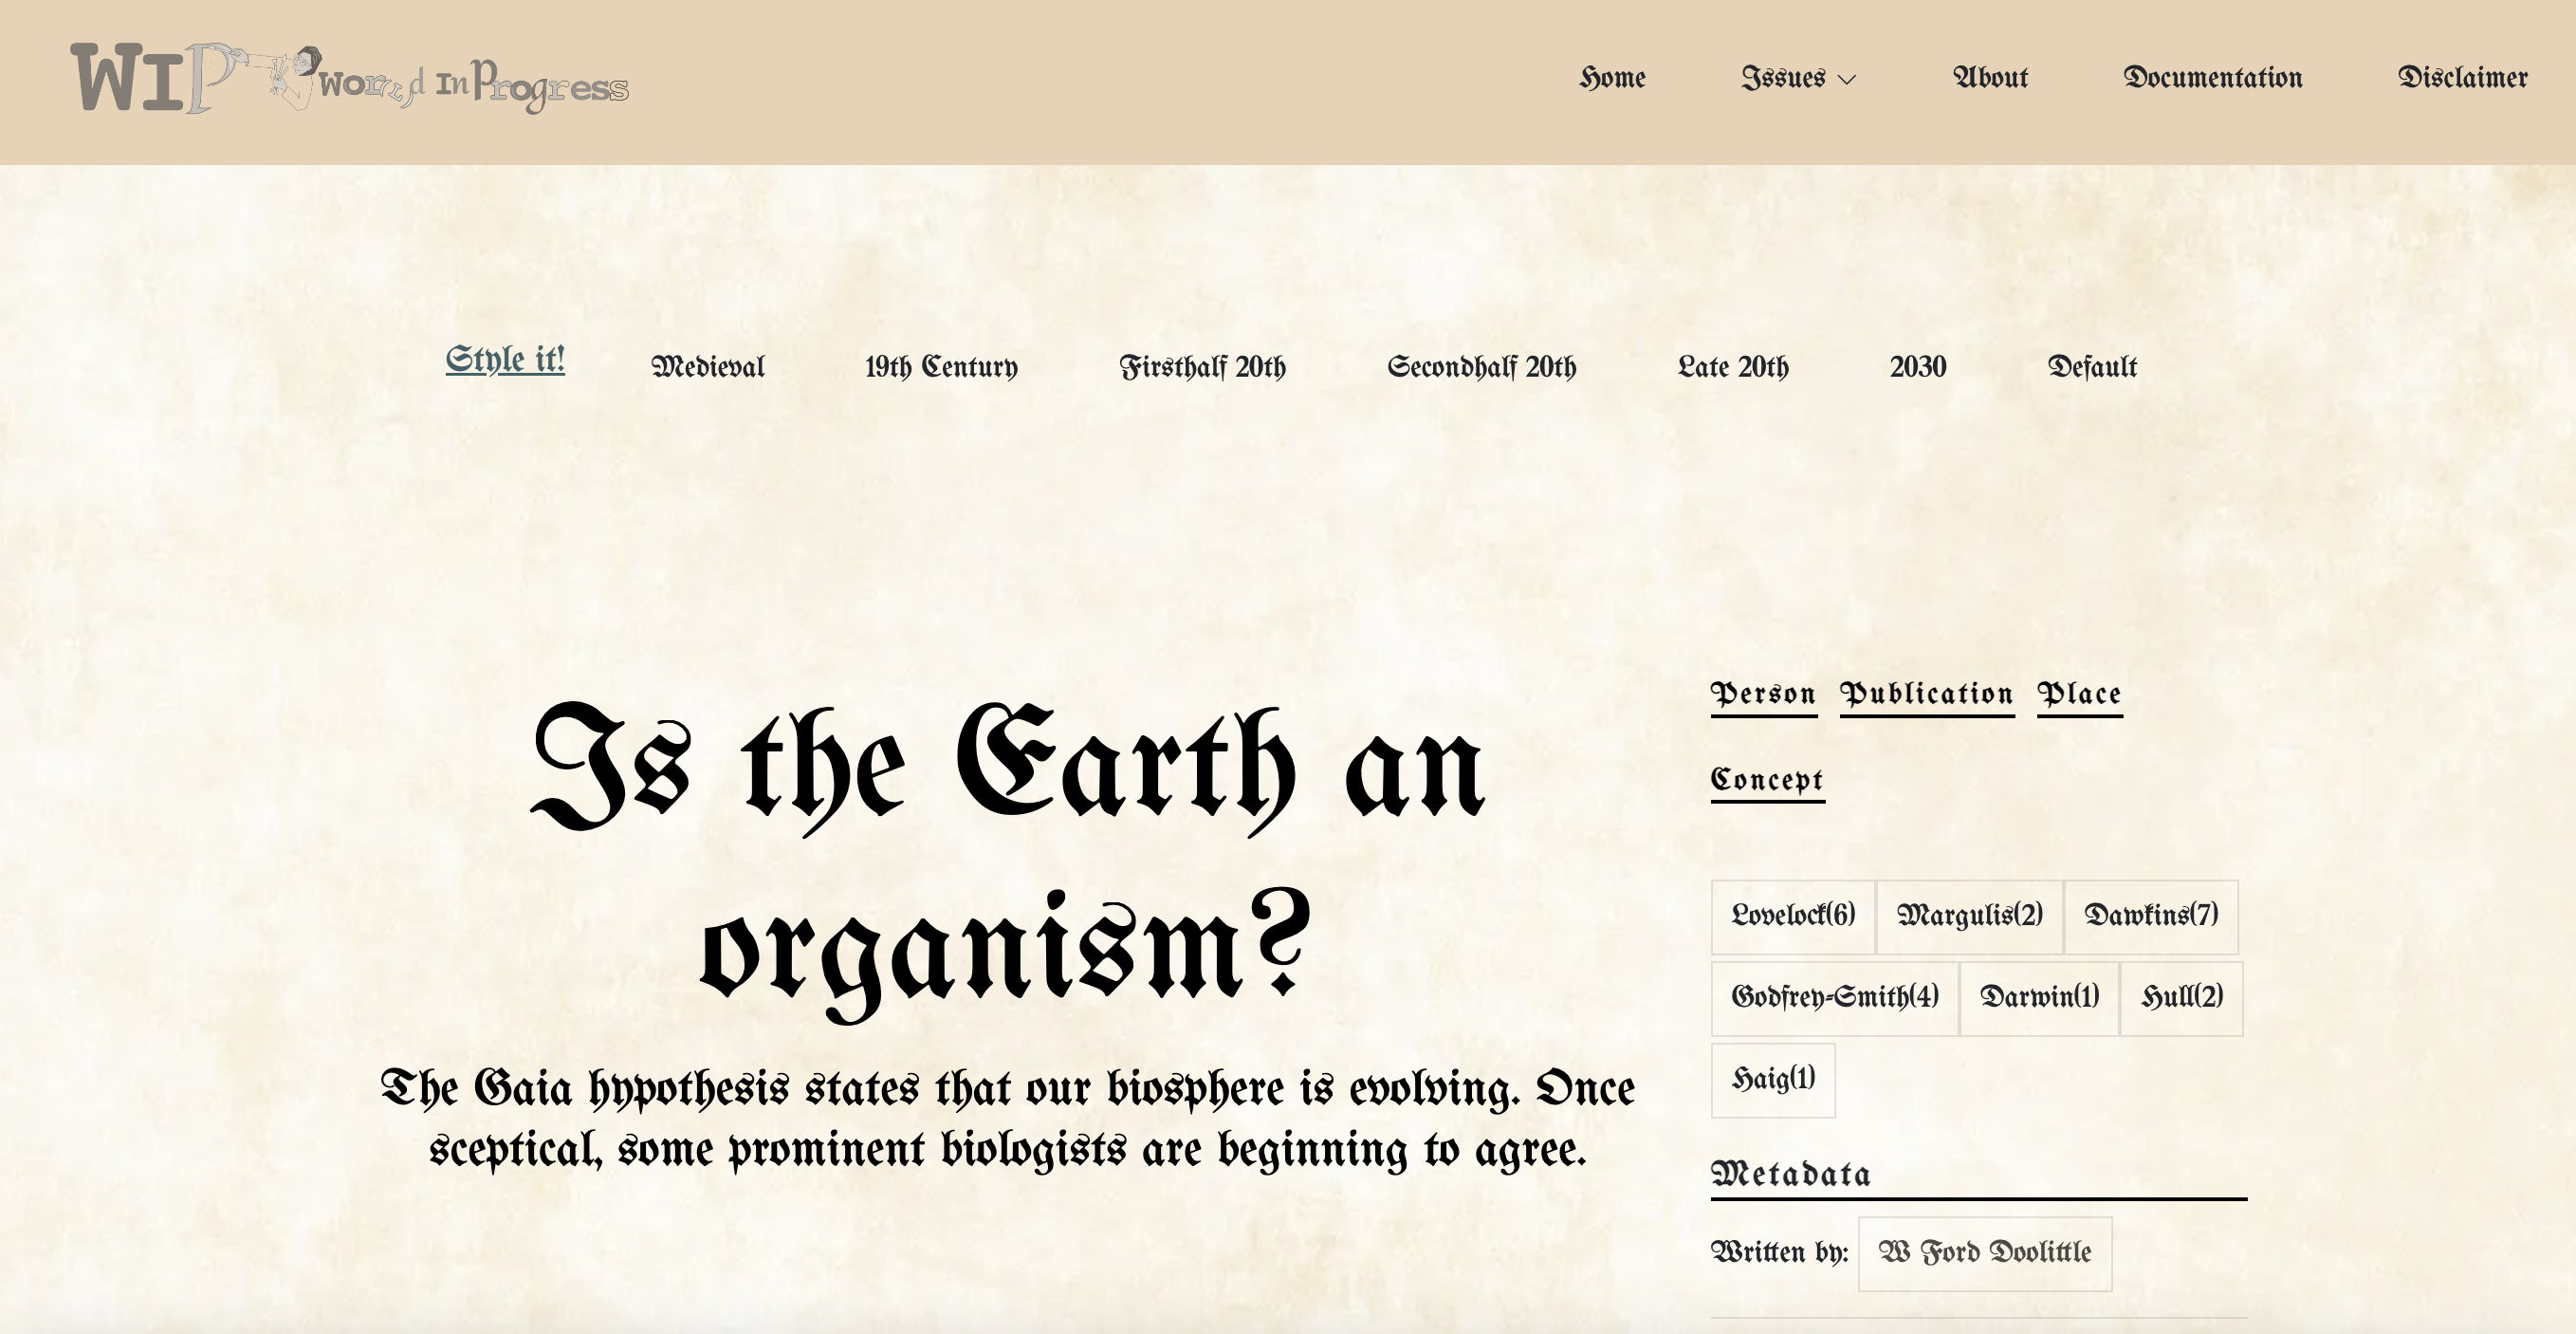 WIP World In Progress
Home Issues About Documentation Disclaimer
Style it! Medieval 19th Century Firsthalf 20th Secondhalf 20th Late 20th 2030 Default
Is the Earth an
organism?
The Gaia hypothesis states that our biosphere is evolving. Once
sceptical, some prominent biologists are beginning to agree.
Person Publication Place
Concept
Lovelock(6) Margulis(2) Dawkins(7)
Godfrey-Smith(4) Darwin(1) Hull(2)
Haig(1)
Metadata
Written by: W Ford Doolittle